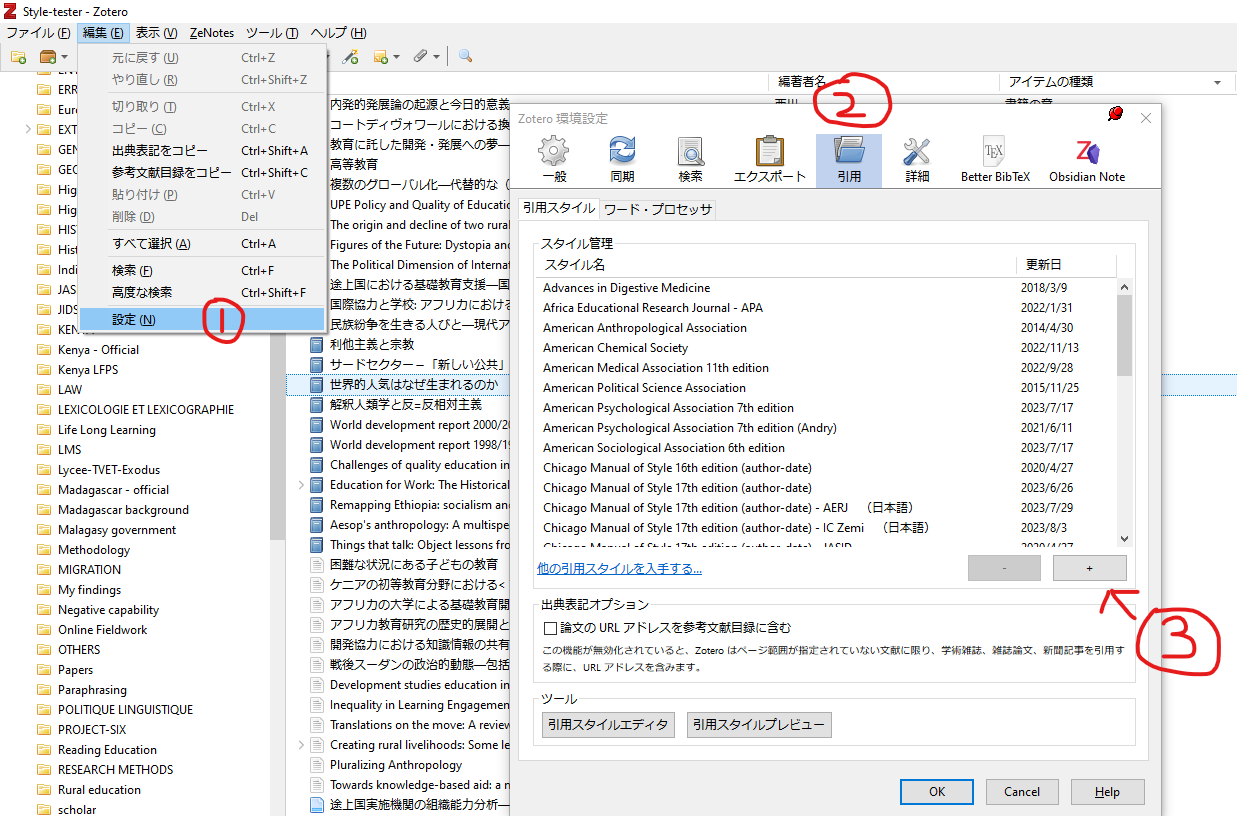 Style-tester - Zotero
ファイル (F) 編集 (E) 表示 (V) ZeNotes ツール (T) ヘルプ (H)
元に戻す (U) Ctrl+Z
やり直し (R) Ctrl+Shift+Z
切り取り (T) Ctrl+X
コピー (C) Ctrl+C
出典表記をコピー Ctrl+Shift+A
参考文献目録をコピー Ctrl+Shift+C
貼り付け (P) Ctrl+V
削除 (D) Del
すべて選択 (A) Ctrl+A
検索 (F) Ctrl+F
高度な検索 Ctrl+Shift+F
設定 (N)
1
ERR
Euro
EXT
GEN
GEO
Hig
Hig
HIS
Hist
Indi
JAS
JIDS
KEN
Kenya - Official
Kenya LFPS
LAW
LEXICOLOGIE ET LEXICOGRAPHIE
Life Long Learning
LMS
Lycee-TVET-Exodus
Madagascar - official
Madagascar background
Malagasy government
Methodology
MIGRATION
My findings
Negative capability
Online Fieldwork
OTHERS
Papers
Paraphrasing
POLITIQUE LINGUISTIQUE
PROJECT-SIX
Reading Education
RESEARCH METHODS
Rural education
scholar
編著者名 アイテムの種類
内発的発展論の起源と今日的意義
コートディヴォワールにおける換
教育に託した開発・発展への夢—
高等教育
複数のグローバル化—代替的な（
UPE Policy and Quality of Educatio
The origin and decline of two rural
Figures of the Future: Dystopia and
The Political Dimension of Internat
途上国における基礎教育支援—国
国際協力と学校: アフリカにおける
民族紛争を生きる人びと—現代ア
利他主義と宗教
サードセクター – 「新しい公共」
世界的人気はなぜ生まれるのか
解釈人類学と反=反相対主義
World development report 2000/20
World development report 1998/19
Challenges of quality education in
Education for Work: The Historical
Remapping Ethiopia: socialism and
Aesop's anthropology: A multispe
Things that talk: Object lessons fro
困難な状況にある子どもの教育
ケニアの初等教育分野における<
アフリカの大学による基礎教育開
アフリカ教育研究の歴史的展開と
開発協力における知識情報の共有
戦後スーダンの政治的動態—包括
Development studies education in
Inequality in Learning Engagemen
Translations on the move: A review
Creating rural livelihoods: Some le
Pluralizing Anthropology
Towards knowledge-based aid: a n
途上国実施機関の組織能力分析—
2
Zotero 環境設定
一般 同期 検索 エクスポート 引用 詳細 Better BibTeX Obsidian Note
引用スタイル ワード・プロセッサ
スタイル管理
スタイル名 更新日
Advances in Digestive Medicine 2018/3/9
Africa Educational Research Journal - APA 2022/1/31
American Anthropological Association 2014/4/30
American Chemical Society 2022/11/13
American Medical Association 11th edition 2022/9/28
American Political Science Association 2015/11/25
American Psychological Association 7th edition 2023/7/17
American Psychological Association 7th edition (Andry) 2021/6/11
American Sociological Association 6th edition 2023/7/17
Chicago Manual of Style 16th edition (author-date) 2020/4/27
Chicago Manual of Style 17th edition (author-date) 2023/6/26
Chicago Manual of Style 17th edition (author-date) - AERJ （日本語） 2023/7/29
Chicago Manual of Style 17th edition (author-date) - IC Zemi （日本語） 2023/8/3
Chicago Manual of Style 17th edition (author-date) - JASID 2020/4/27
他の引用スタイルを入手する... - +
3
出典表記オプション
論文の URL アドレスを参考文献目録に含む
この機能が無効化されていると、Zotero はページ範囲が指定されていない文献に限り、学術雑誌、雑誌論文、新聞記事を引用す
る際に、URL アドレスを含みます。
ツール
引用スタイルエディタ 引用スタイルプレビュー
OK Cancel Help